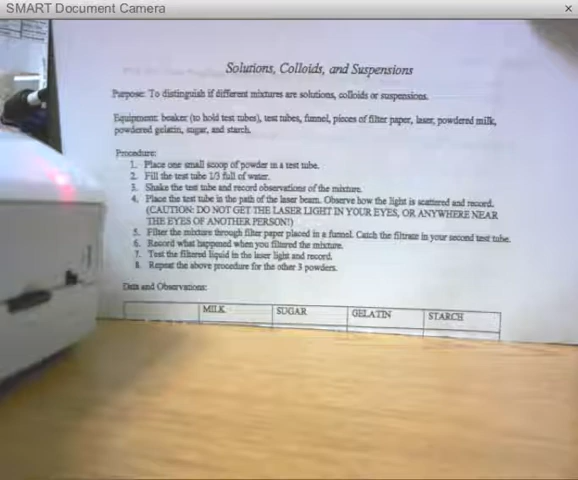 SMART Document Camera
Solutions, Colloids, and Suspensions
Purpose: To distinguish if different mixtures are solutions, colloids or suspensions.
Equipment: beaker (to hold test tubes), test tubes, funnel, pieces of filter paper, laser, powdered milk,
powdered gelatin, sugar, and starch.
Procedure:
1. Place one small scoop of powder in a test tube.
2. Fill the test tube 1/3 full of water.
3. Shake the test tube and record observations of the mixture.
4. Place the test tube in the path of the laser beam. Observe how the light is scattered and record.
(CAUTION: DO NOT GET THE LASER LIGHT IN YOUR EYES, OR ANYWHERE NEAR
THE EYES OF ANOTHER PERSON!)
5. Filter the mixture through filter paper placed in a funnel. Catch the filtrate in your second test tube.
6. Record what happened when you filtered the mixture.
7. Test the filtered liquid in the laser light and record.
8. Repeat the above procedure for the other 3 powders.
Data and Observations:
MILK SUGAR GELATIN STARCH